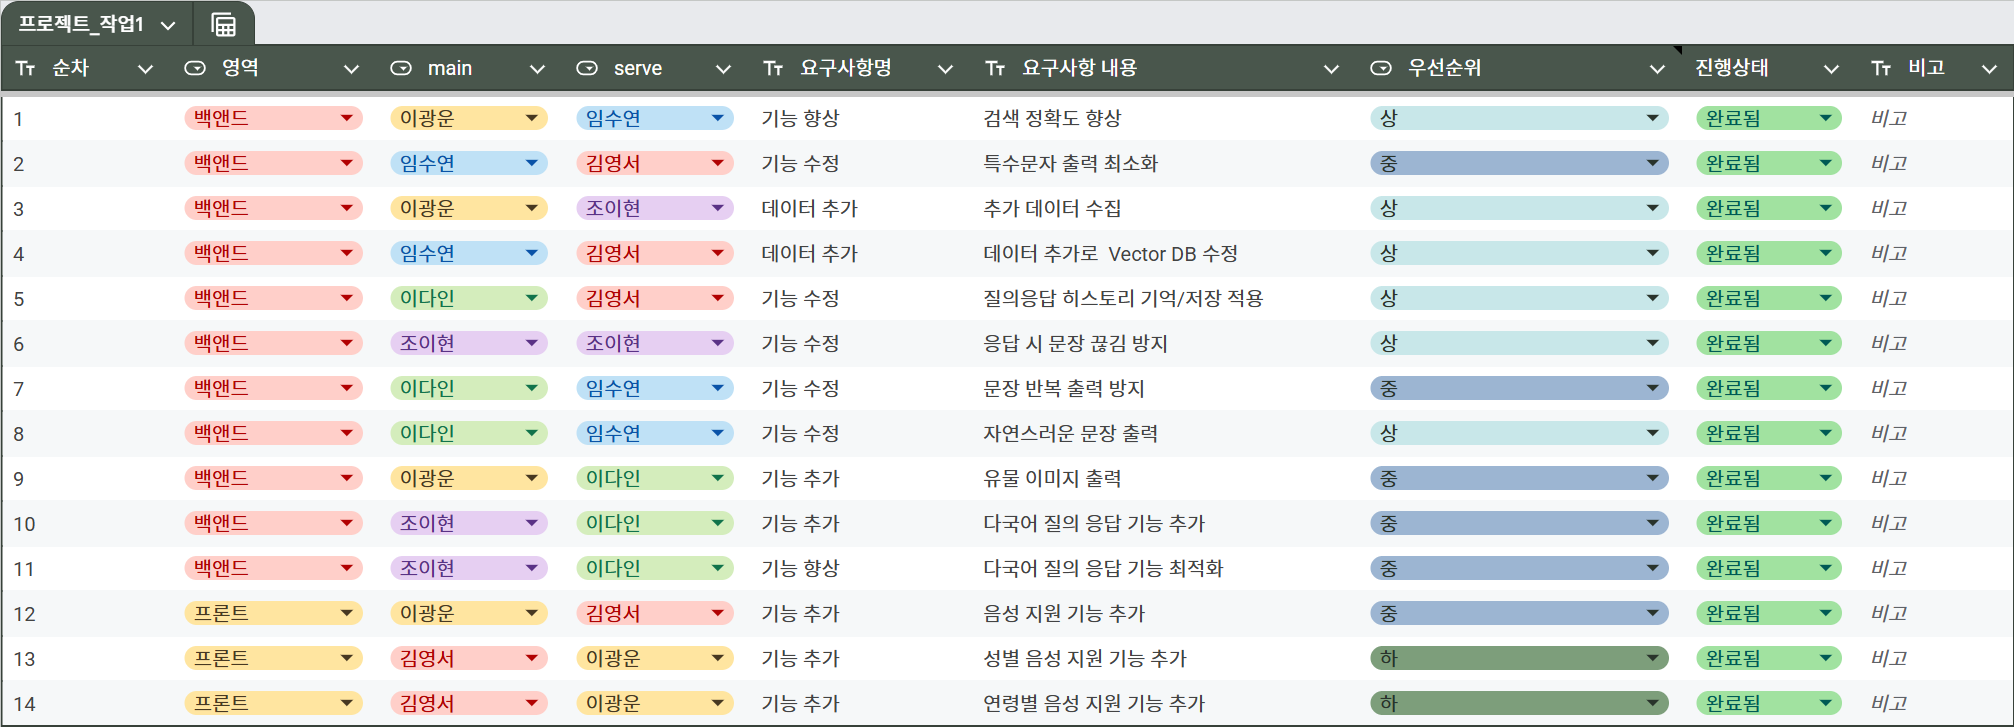 프로젝트_작업1
순차 영역 main serve 요구사항명 요구사항 내용 우선순위 진행상태 비고
1 백앤드 이광운 임수연 기능 향상 검색 정확도 향상 상 완료됨 비고
2 백앤드 임수연 김영서 기능 수정 특수문자 출력 최소화 중 완료됨 비고
3 백앤드 이광운 조이현 데이터 추가 추가 데이터 수집 상 완료됨 비고
4 백앤드 임수연 김영서 데이터 추가 데이터 추가로 Vector DB 수정 상 완료됨 비고
5 백앤드 이다인 김영서 기능 수정 질의응답 히스토리 기억/저장 적용 상 완료됨 비고
6 백앤드 조이현 조이현 기능 수정 응답 시 문장 끊김 방지 상 완료됨 비고
7 백앤드 이다인 임수연 기능 수정 문장 반복 출력 방지 중 완료됨 비고
8 백앤드 이다인 임수연 기능 수정 자연스러운 문장 출력 상 완료됨 비고
9 백앤드 이광운 이다인 기능 추가 유물 이미지 출력 중 완료됨 비고
10 백앤드 조이현 이다인 기능 추가 다국어 질의 응답 기능 추가 중 완료됨 비고
11 백앤드 조이현 이다인 기능 향상 다국어 질의 응답 기능 최적화 중 완료됨 비고
12 프론트 이광운 김영서 기능 추가 음성 지원 기능 추가 중 완료됨 비고
13 프론트 김영서 이광운 기능 추가 성별 음성 지원 기능 추가 하 완료됨 비고
14 프론트 김영서 이광운 기능 추가 연령별 음성 지원 기능 추가 하 완료됨 비고